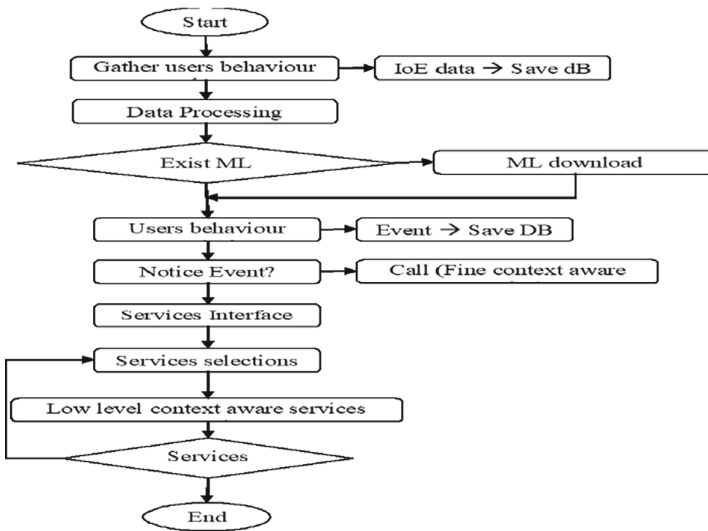 Start
Gather users behaviour
IoE data → Save dB
Data Processing
Exist ML
ML download
Users behaviour
Event → Save DB
Notice Event?
Call (Fine context aware
Services Interface
Services selections
Low level context aware services
Services
End